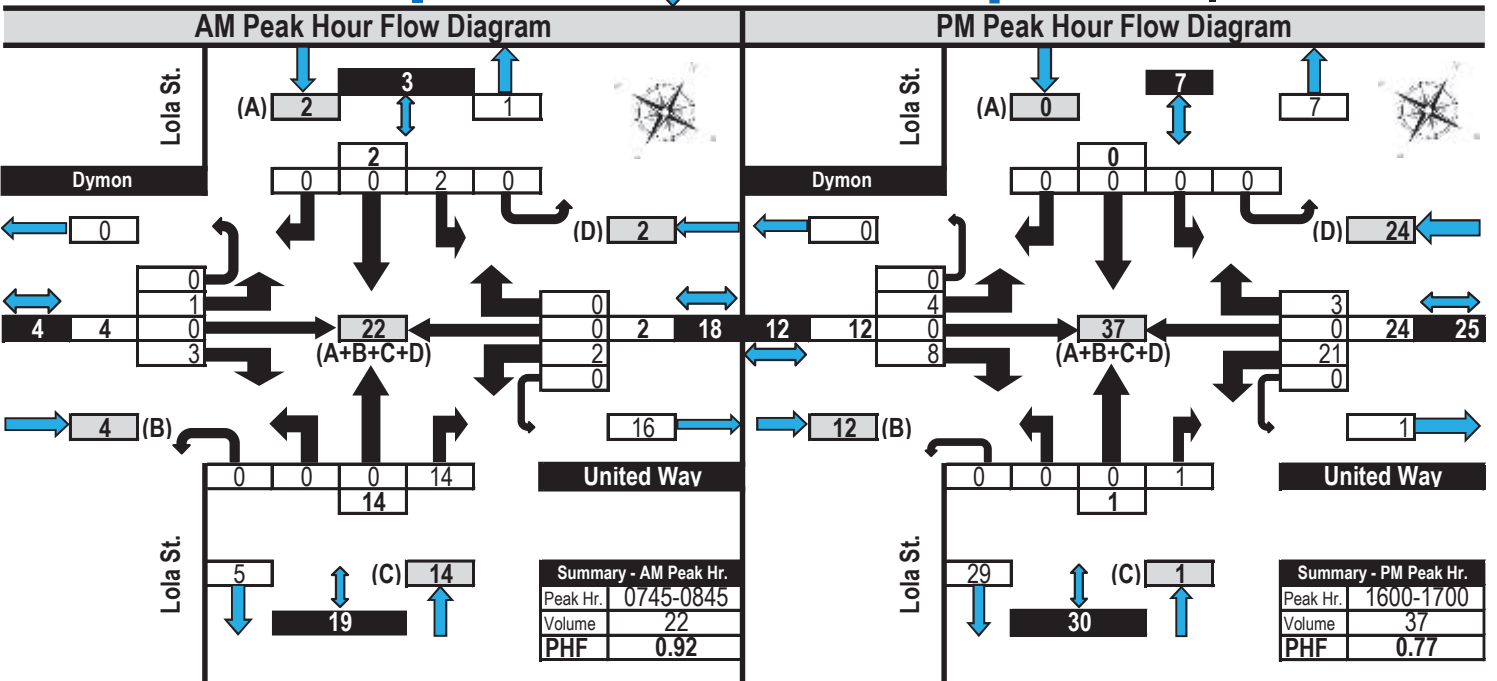 AM Peak Hour Flow Diagram
Lola St.
3
(A) 2 1
2
0 0 2 0
Dymon
0
(D) 2
0
1 0
4 4 0 22 0 2 18
3 (A+B+C+D) 2
0
4 (B)
16
0 0 0 14
14
United Way
Lola St.
5
(C) 14
19
Summary - AM Peak Hr.
Peak Hr. 0745-0845
Volume 22
PHF 0.92
PM Peak Hour Flow Diagram
Lola St.
7
(A) 0 7
0
0 0 0 0
Dymon
0
(D) 24
0
4 3
12 12 0 37 0 24 25
8 (A+B+C+D) 21
0
12 (B)
1
0 0 0 1
1
United Way
Lola St.
29
(C) 1
30
Summary - PM Peak Hr.
Peak Hr. 1600-1700
Volume 37
PHF 0.77